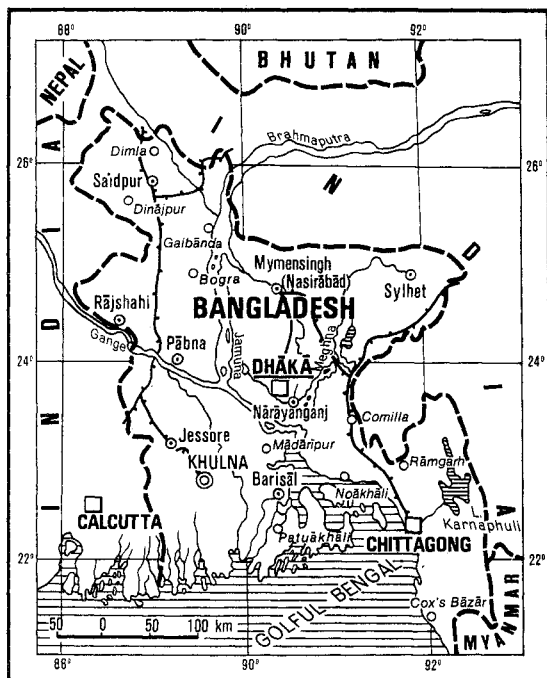 88° 90° 92°
BHUTAN
NEPAL
Brahmaputra
26° 26°
Dimla
Saidpur
Dinājpur
INDIA
INDIA
Gaibānda
Mymensingh
(Nasirābād)
Bogra
Sylhet
BANGLADESH
Rājshahi
Gange
Pābna
Jamuna
Meghna
24° 24°
DHĀKĀ
Nārāyanganj
Comilla
Jessore
Mādāripur
Rāmgarh
KHULNA
Barisāl
Noākhāli
L.
Karnaphuli
CALCUTTA
Patuākhāli
CHITTAGONG
22° 22°
GOLFUL BENGAL
Cox's Bāzār
MYANMAR
50 0 50 100 km
88° 90° 92°